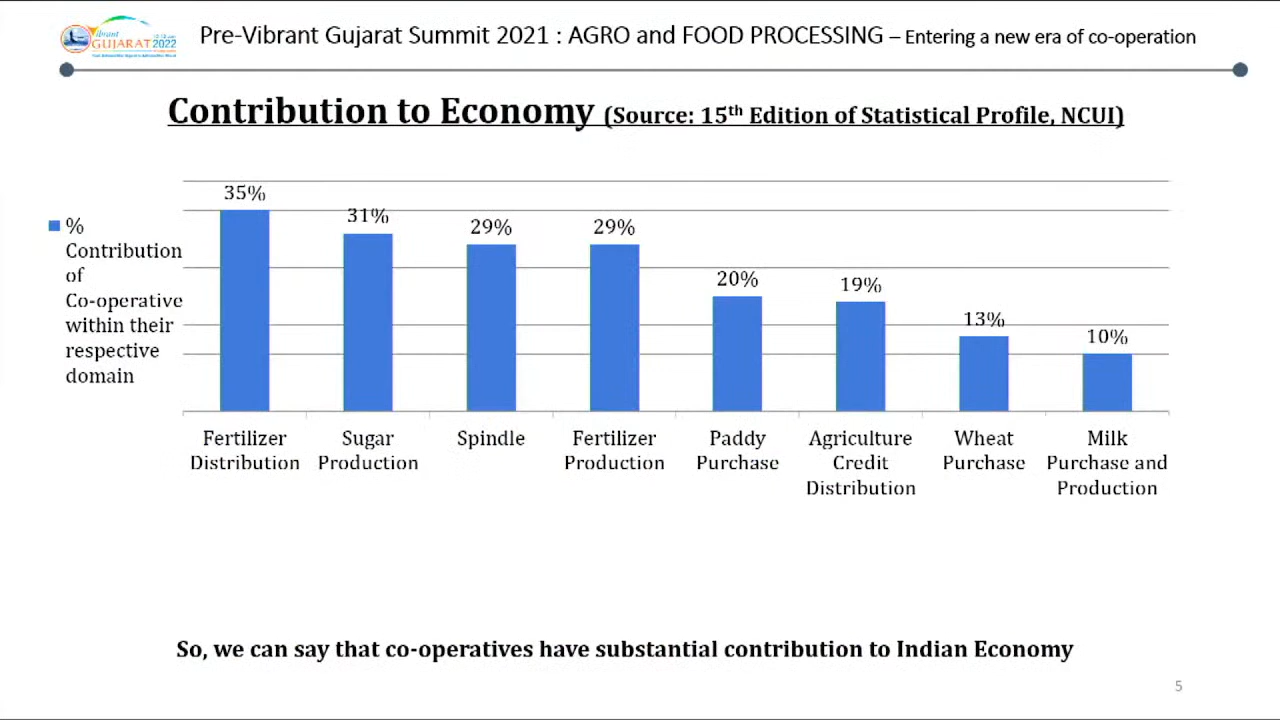 Vibrant
GUJARAT 2022
Pre-Vibrant Gujarat Summit 2021 : AGRO and FOOD PROCESSING – Entering a new era of co-operation
Contribution to Economy (Source: 15th Edition of Statistical Profile, NCUI)
%
Contribution
of
Co-operative
within their
respective
domain
35%
31%
29%
29%
20%
19%
13%
10%
Fertilizer
Distribution
Sugar
Production
Spindle
Fertilizer
Production
Paddy
Purchase
Agriculture
Credit
Distribution
Wheat
Purchase
Milk
Purchase and
Production
So, we can say that co-operatives have substantial contribution to Indian Economy
5